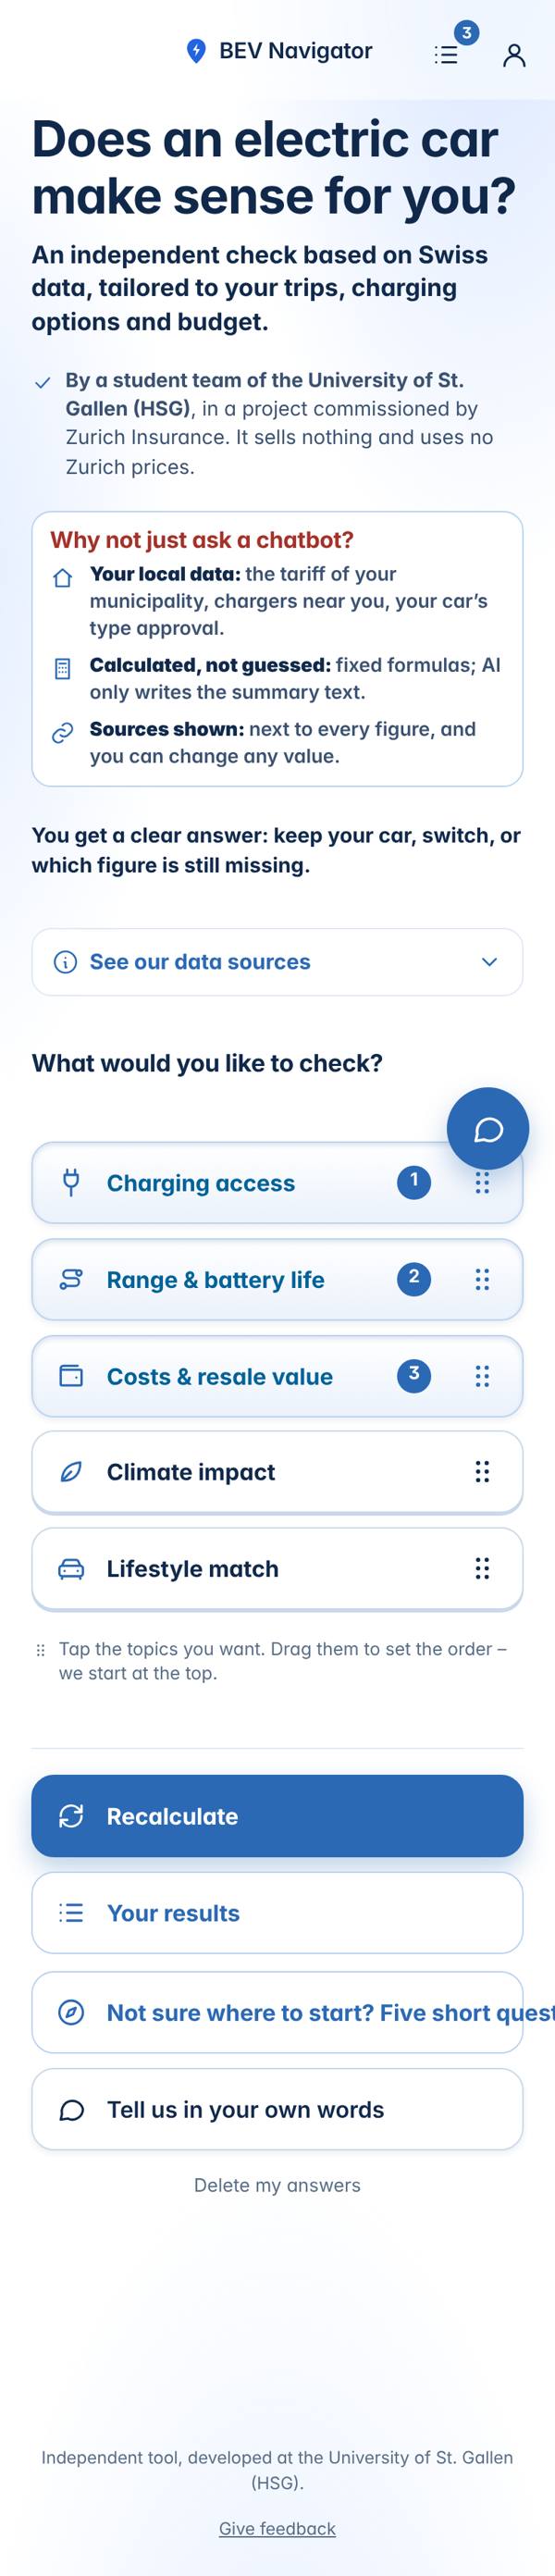 BEV Navigator
3
Does an electric car
make sense for you?
An independent check based on Swiss
data, tailored to your trips, charging
options and budget.
By a student team of the University of St.
Gallen (HSG), in a project commissioned by
Zurich Insurance. It sells nothing and uses no
Zurich prices.
Why not just ask a chatbot?
Your local data: the tariff of your
municipality, chargers near you, your car’s
type approval.
Calculated, not guessed: fixed formulas; AI
only writes the summary text.
Sources shown: next to every figure, and
you can change any value.
You get a clear answer: keep your car, switch, or
which figure is still missing.
See our data sources
What would you like to check?
Charging access 1
Range & battery life 2
Costs & resale value 3
Climate impact
Lifestyle match
Tap the topics you want. Drag them to set the order –
we start at the top.
Recalculate
Your results
Not sure where to start? Five short quest
Tell us in your own words
Delete my answers
Independent tool, developed at the University of St. Gallen
(HSG).
Give feedback